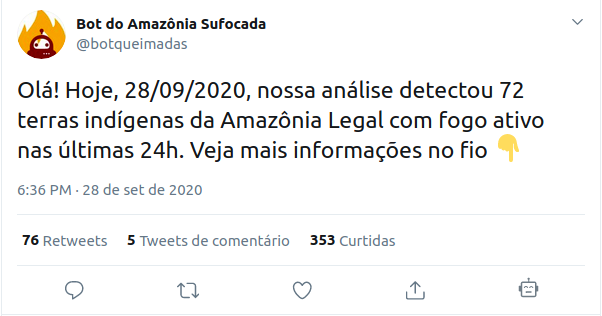 Bot do Amazônia Sufocada
@botqueimadas
Olá! Hoje, 28/09/2020, nossa análise detectou 72
terras indígenas da Amazônia Legal com fogo ativo
nas últimas 24h. Veja mais informações no fio 👇
6:36 PM · 28 de set de 2020
76 Retweets 5 Tweets de comentário 353 Curtidas